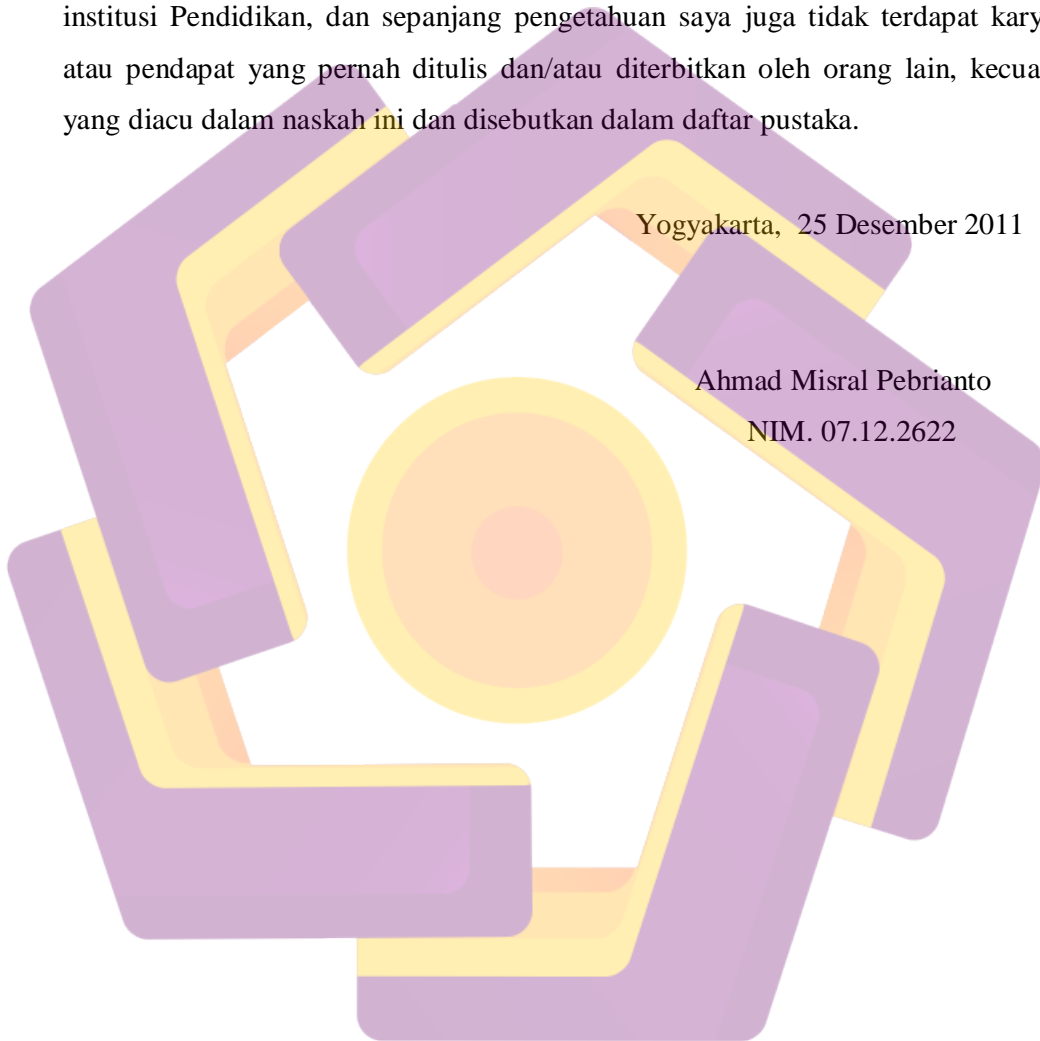 institusi Pendidikan, dan sepanjang pengetahuan saya juga tidak terdapat kary
atau pendapat yang pernah ditulis dan/atau diterbitkan oleh orang lain, kecua
yang diacu dalam naskah ini dan disebutkan dalam daftar pustaka.
Yogyakarta, 25 Desember 2011
Ahmad Misral Pebrianto
NIM. 07.12.2622